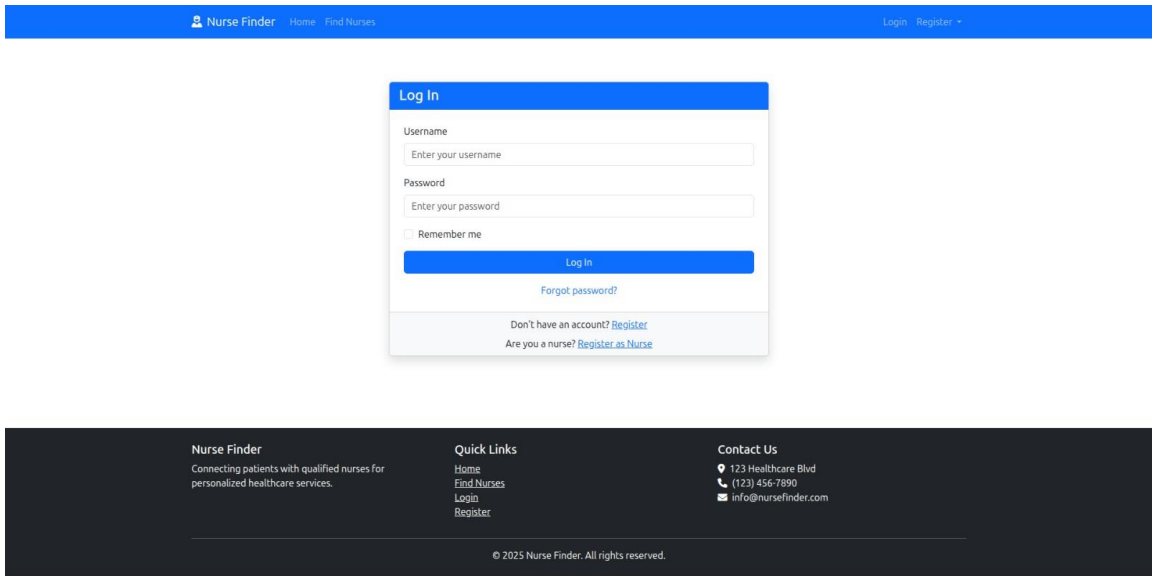 Nurse Finder Home Find Nurses Login Register
Log In
Username
Enter your username
Password
Enter your password
Remember me
Log In
Forgot password?
Don't have an account? Register
Are you a nurse? Register as Nurse
Nurse Finder
Connecting patients with qualified nurses for
personalized healthcare services.
Quick Links
Home
Find Nurses
Login
Register
Contact Us
123 Healthcare Blvd
(123) 456-7890
info@nursefinder.com
© 2025 Nurse Finder. All rights reserved.